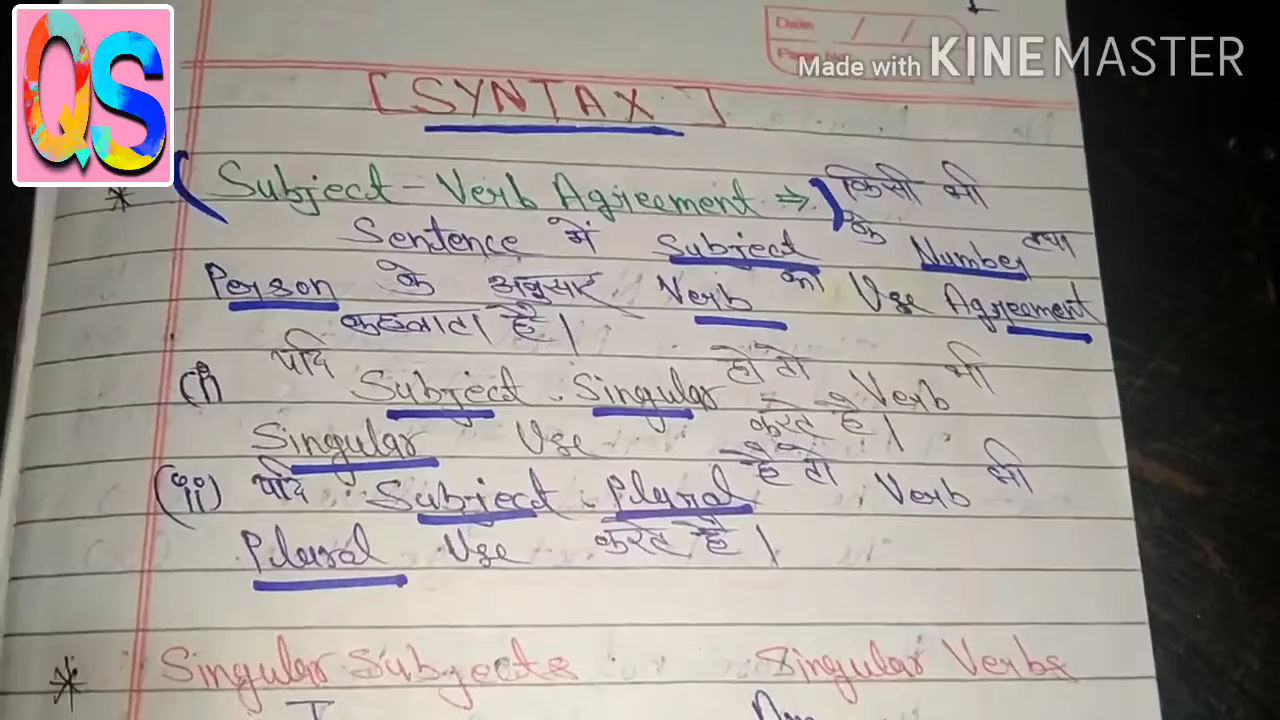 QS
Date / /
Made with KINEMASTER
[SYNTAX]
* (Subject-Verb Agreement ⇒) किसी भी
Sentence में Subject के Number तथा
Person के अनुसार Verb का Use Agreement
कहलाता है।
(i) यदि Subject Singular हो तो Verb भी
Singular Use करते है।
(ii) यदि Subject Plural है तो Verb भी
Plural Use करते है।
* Singular Subjects Singular Verbs
I